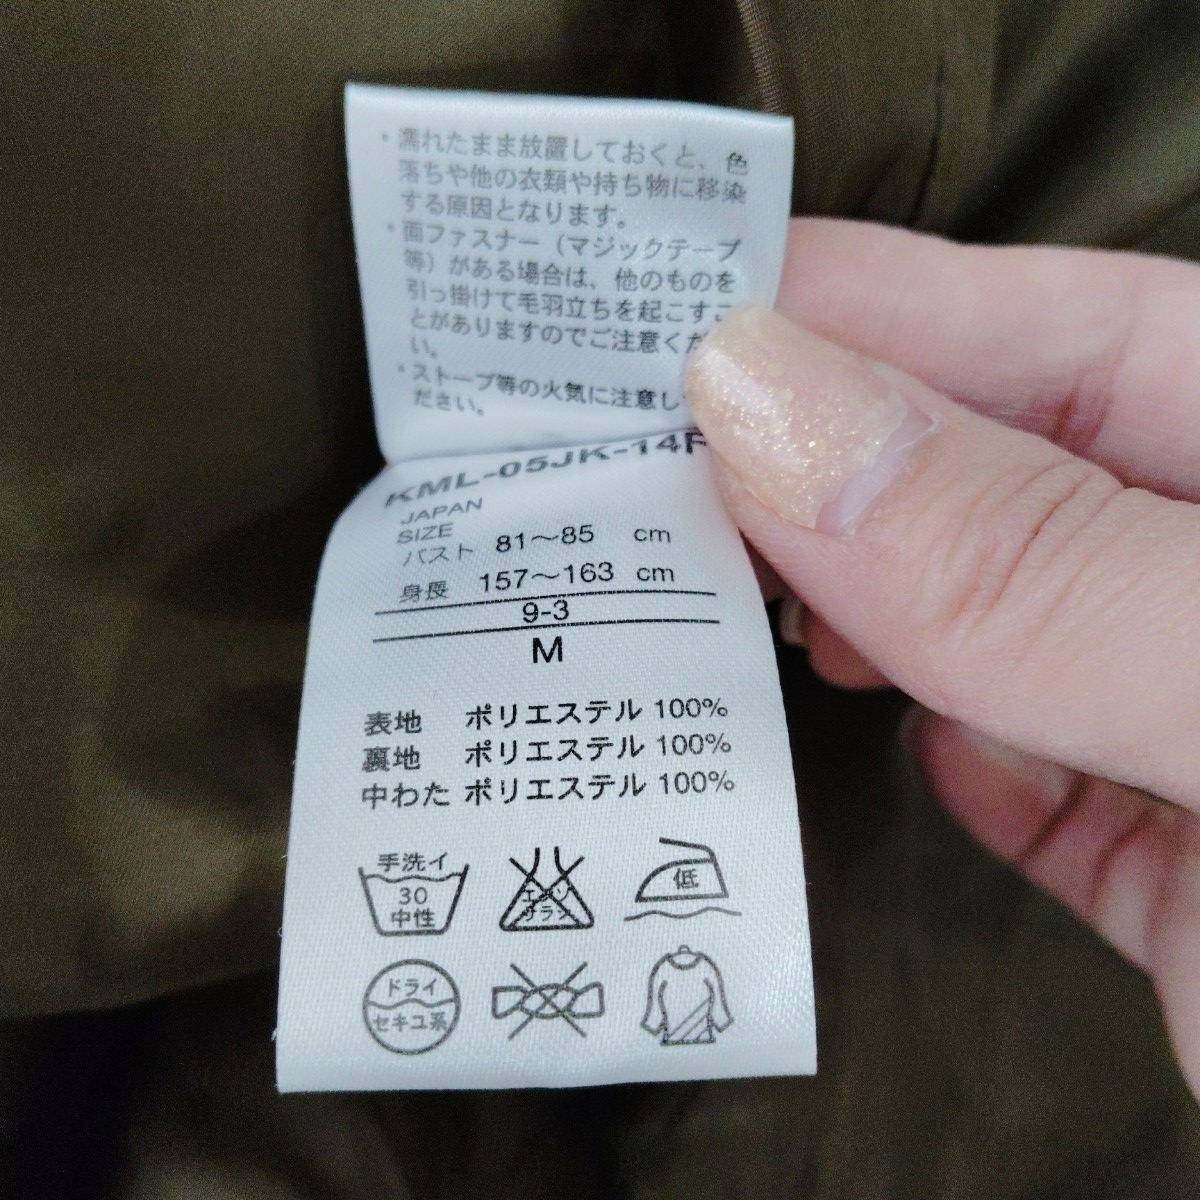 ・濡れたまま放置しておくと、色
落ちや他の衣類や持ち物に移染
する原因となります。
・面ファスナー（マジックテープ
等）がある場合は、他のものを
引っ掛けて毛羽立ちを起こすこ
とがありますのでご注意くだ
い。
・ストーブ等の火気に注意し
ださい。
KML-05JK-14F
JAPAN
SIZE
バスト 81～85 cm
身長 157～163 cm
9-3
M
表地 ポリエステル 100%
裏地 ポリエステル 100%
中わた ポリエステル 100%
手洗イ
30
中性
エンソ
サラシ
低
ドライ
セキユ系